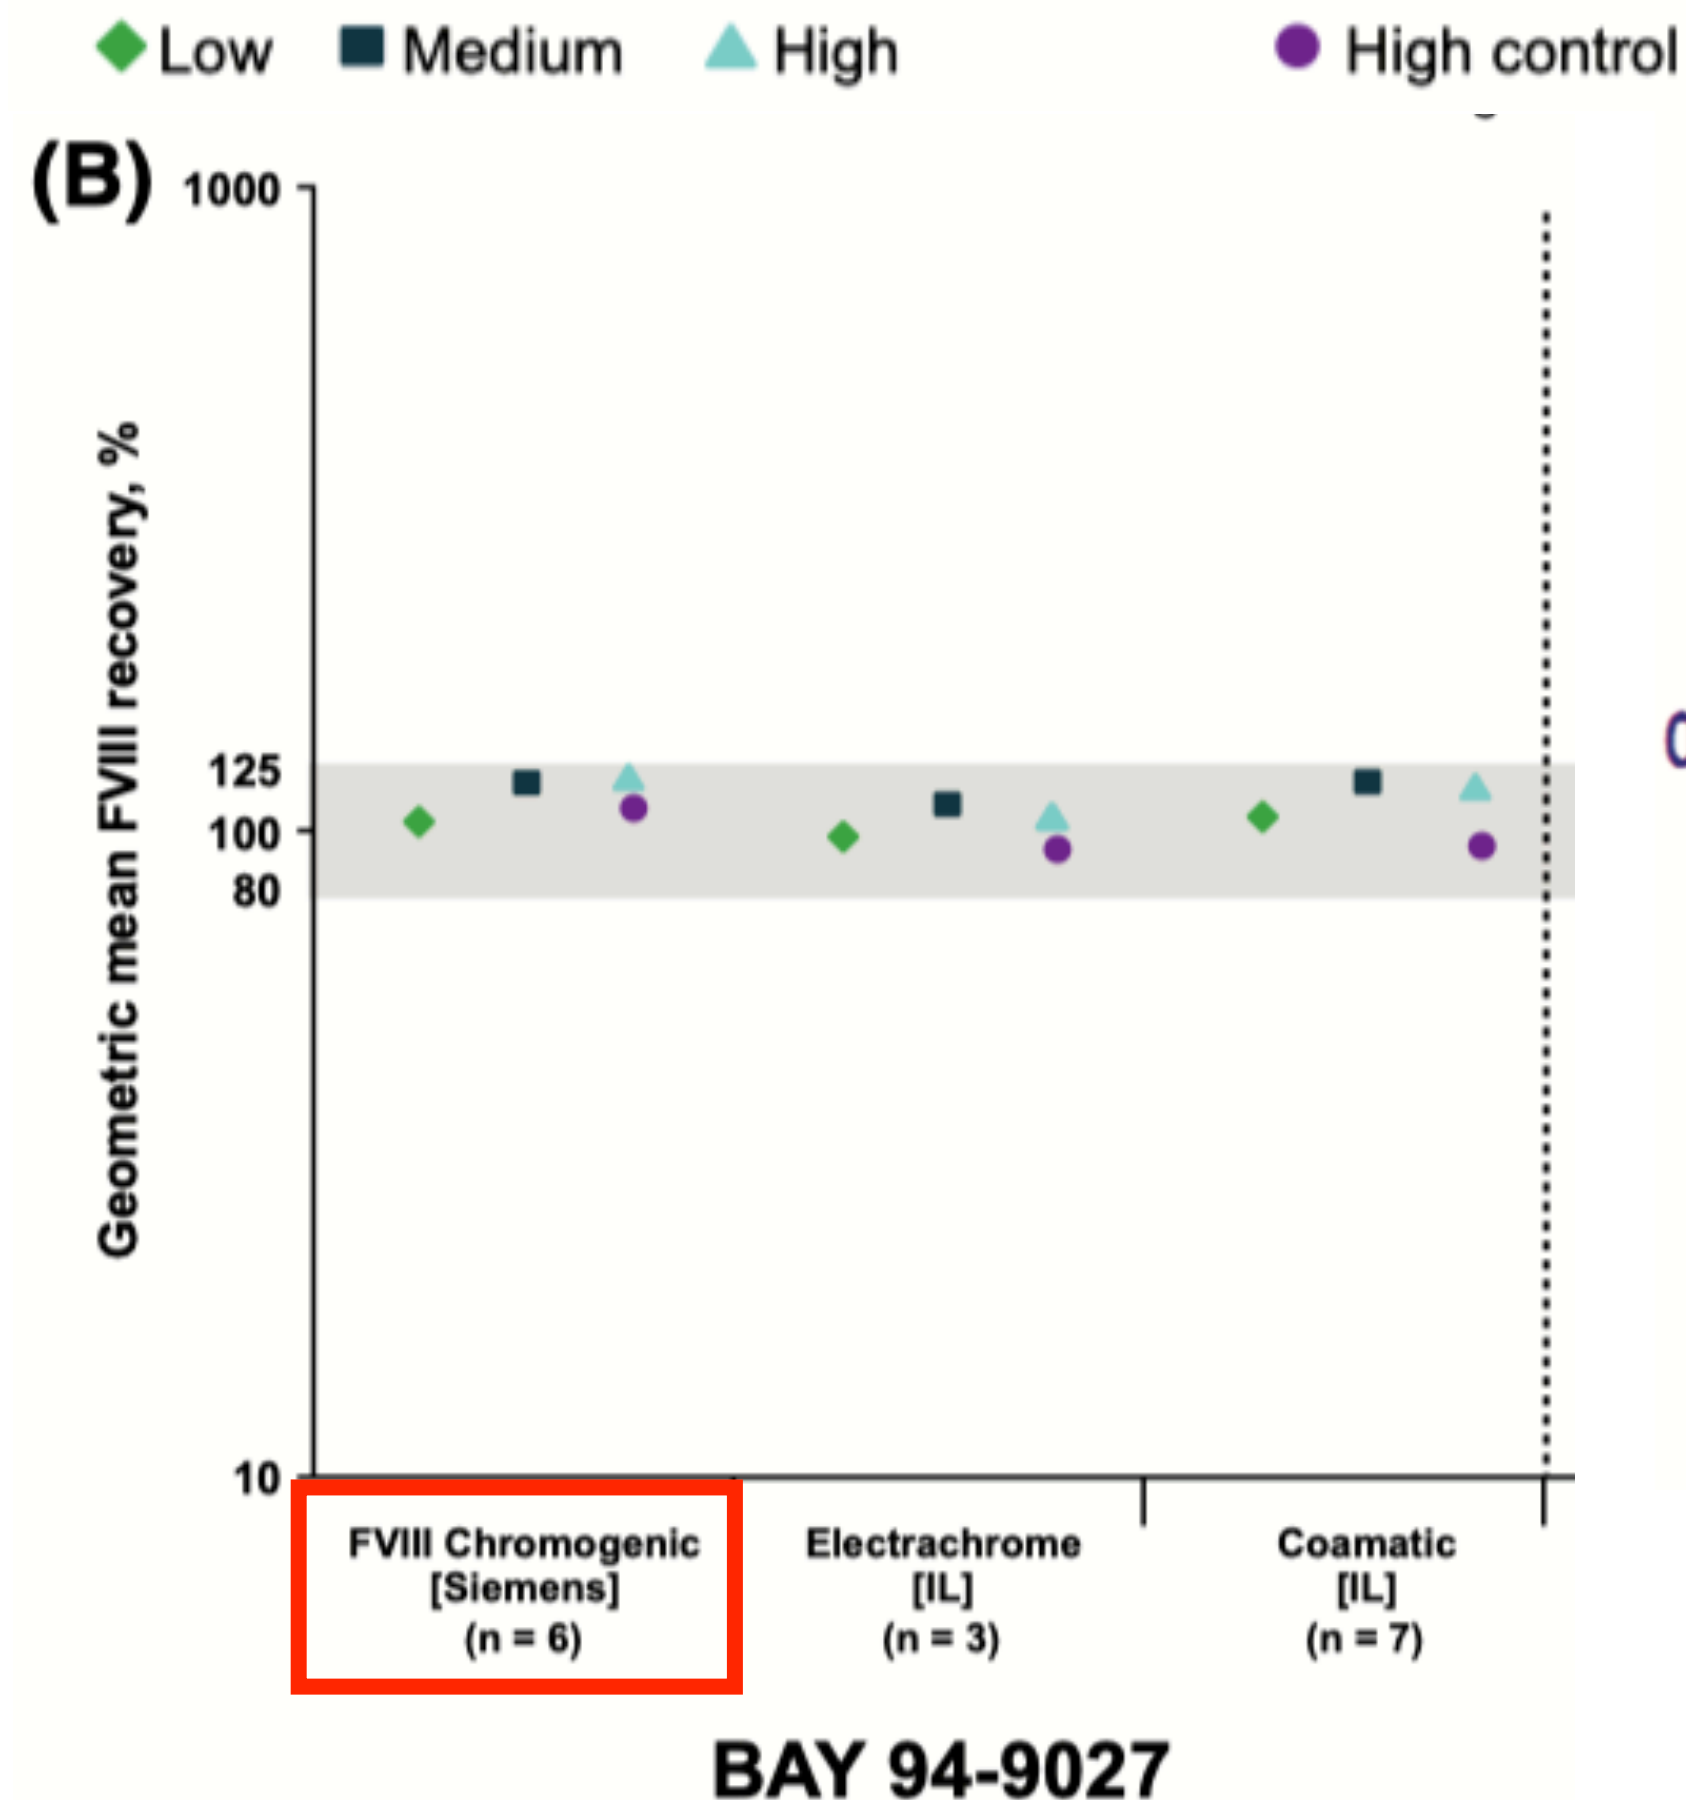 Low Medium High High control
(B)
1000
Geometric mean FVIII recovery, %
125
100
80
10
FVIII Chromogenic
[Siemens]
(n = 6)
Electrachrome
[IL]
(n = 3)
Coamatic
[IL]
(n = 7)
BAY 94-9027